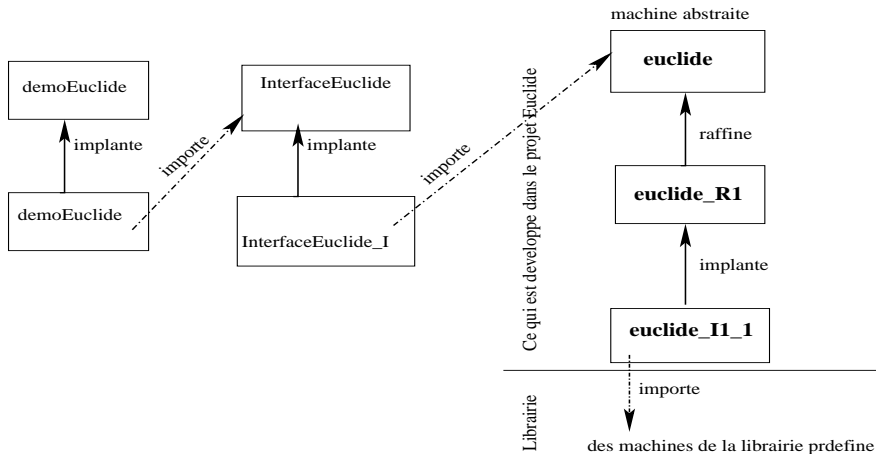 machine abstraite
demoEuclide
implante
demoEuclide
importe
InterfaceEuclide
implante
InterfaceEuclide_I
importe
Ce qui est developpe dans le projet Euclide
euclide
raffine
euclide_R1
implante
euclide_I1_1
importe
Librairie
des machines de la librairie prdefine